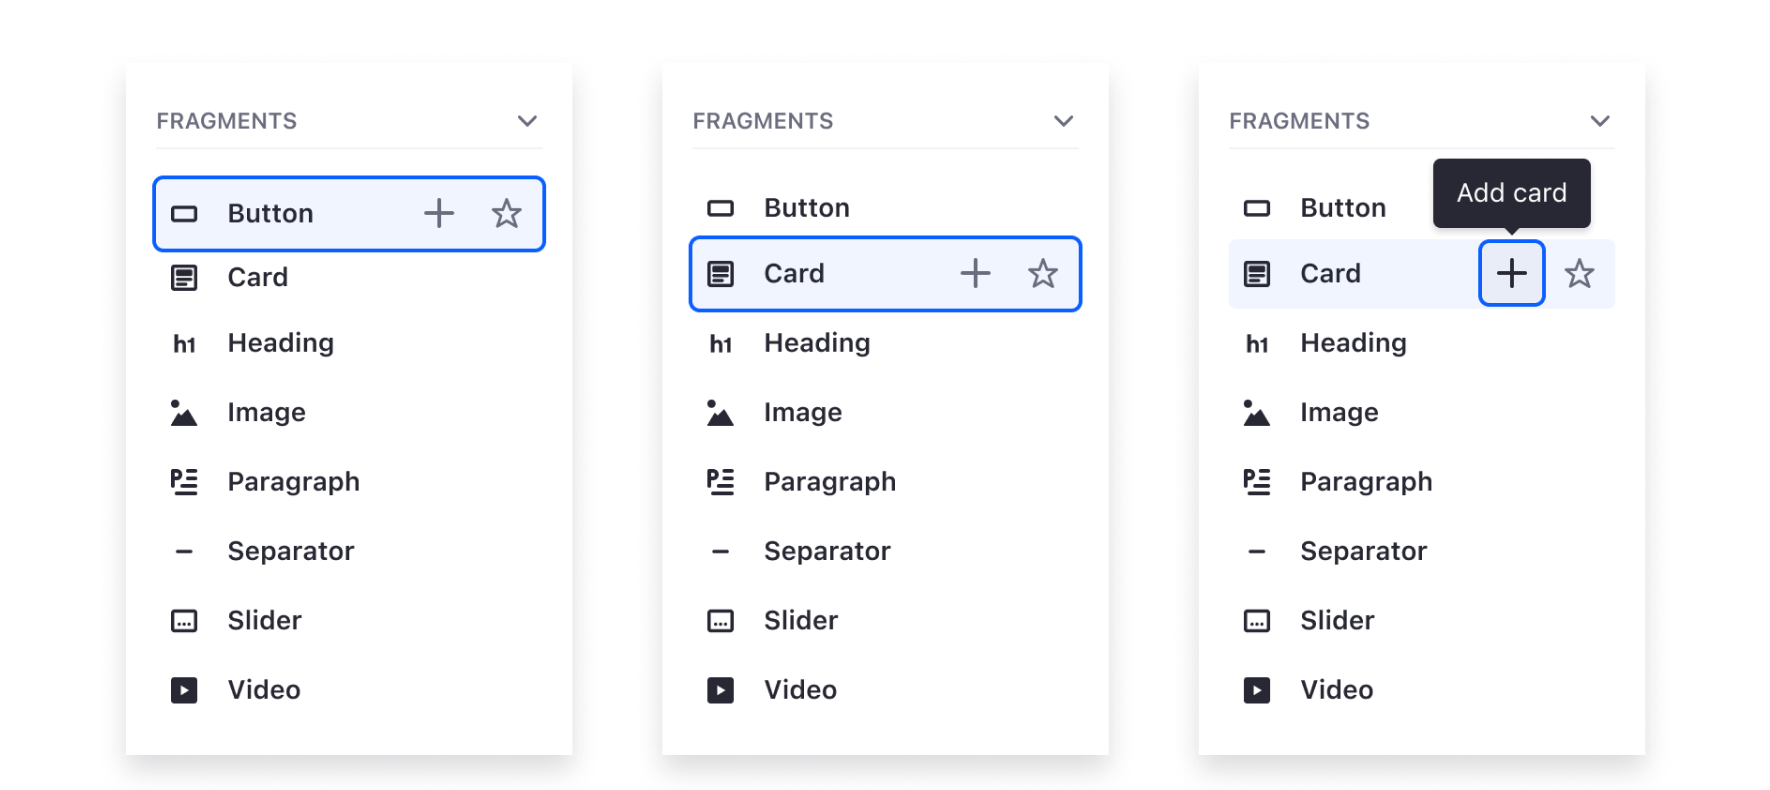 FRAGMENTS
Button
Card
h1 Heading
Image
P Paragraph
Separator
Slider
Video
FRAGMENTS
Button
Card
h1 Heading
Image
P Paragraph
Separator
Slider
Video
FRAGMENTS
Button
Add card
Card
h1 Heading
Image
P Paragraph
Separator
Slider
Video